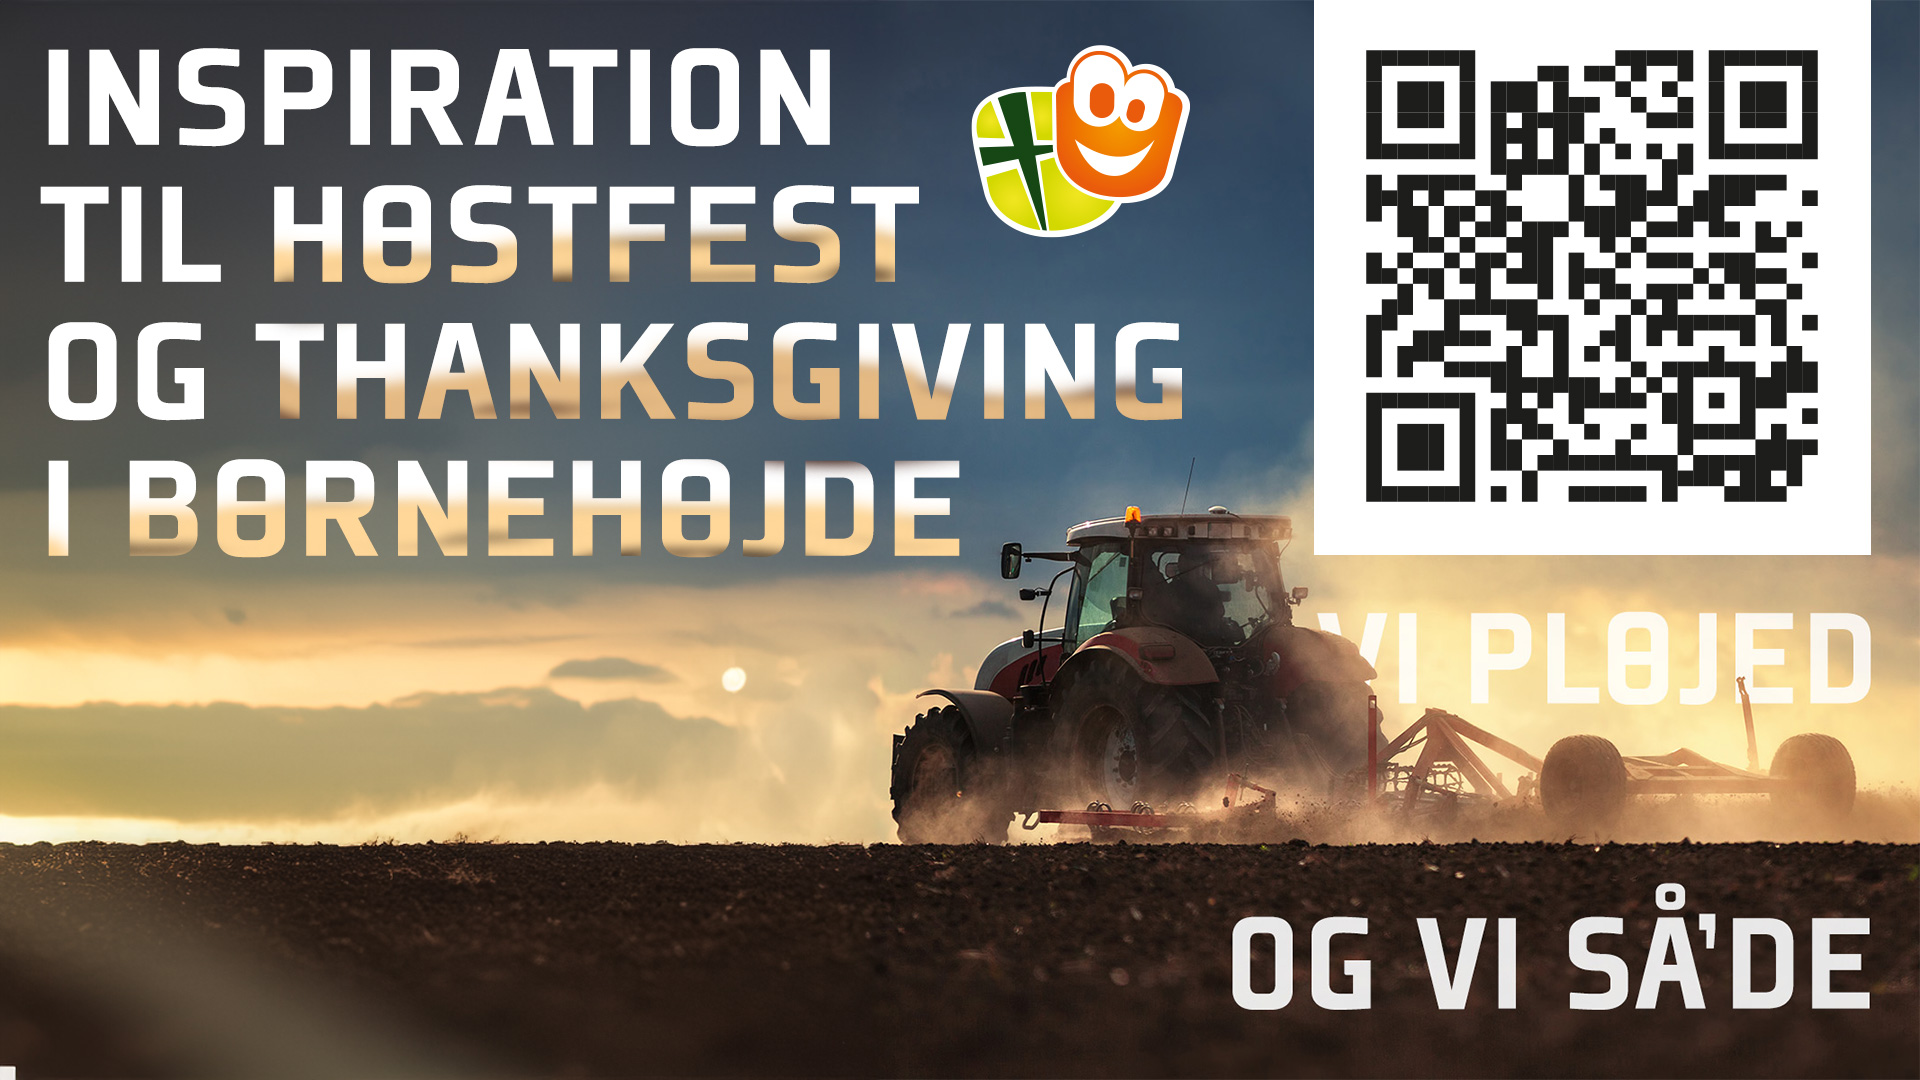 INSPIRATION
TIL HØSTFEST
OG THANKSGIVING
I BØRNEHØJDE
VI PLØJED
OG VI SÅ'DE